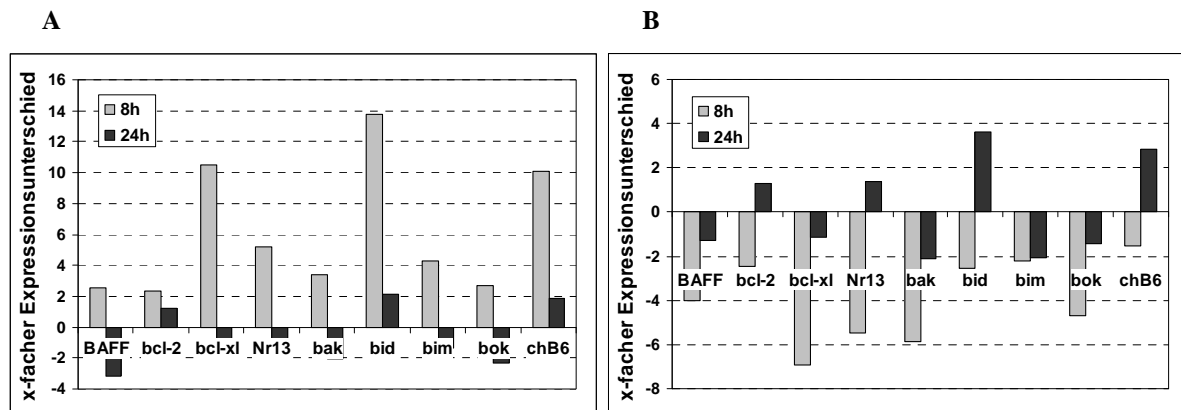 A
x-facher Expressionsunterschied
16
14
12
10
8
6
4
2
0
-2
-4
8h
24h
BAFF bcl-2 bcl-xl Nr13 bak bid bim bok chB6
B
x-facher Expressionsunterschied
6
4
2
0
-2
-4
-6
-8
8h
24h
BAFF bcl-2 bcl-xl Nr13 bak bid bim bok chB6